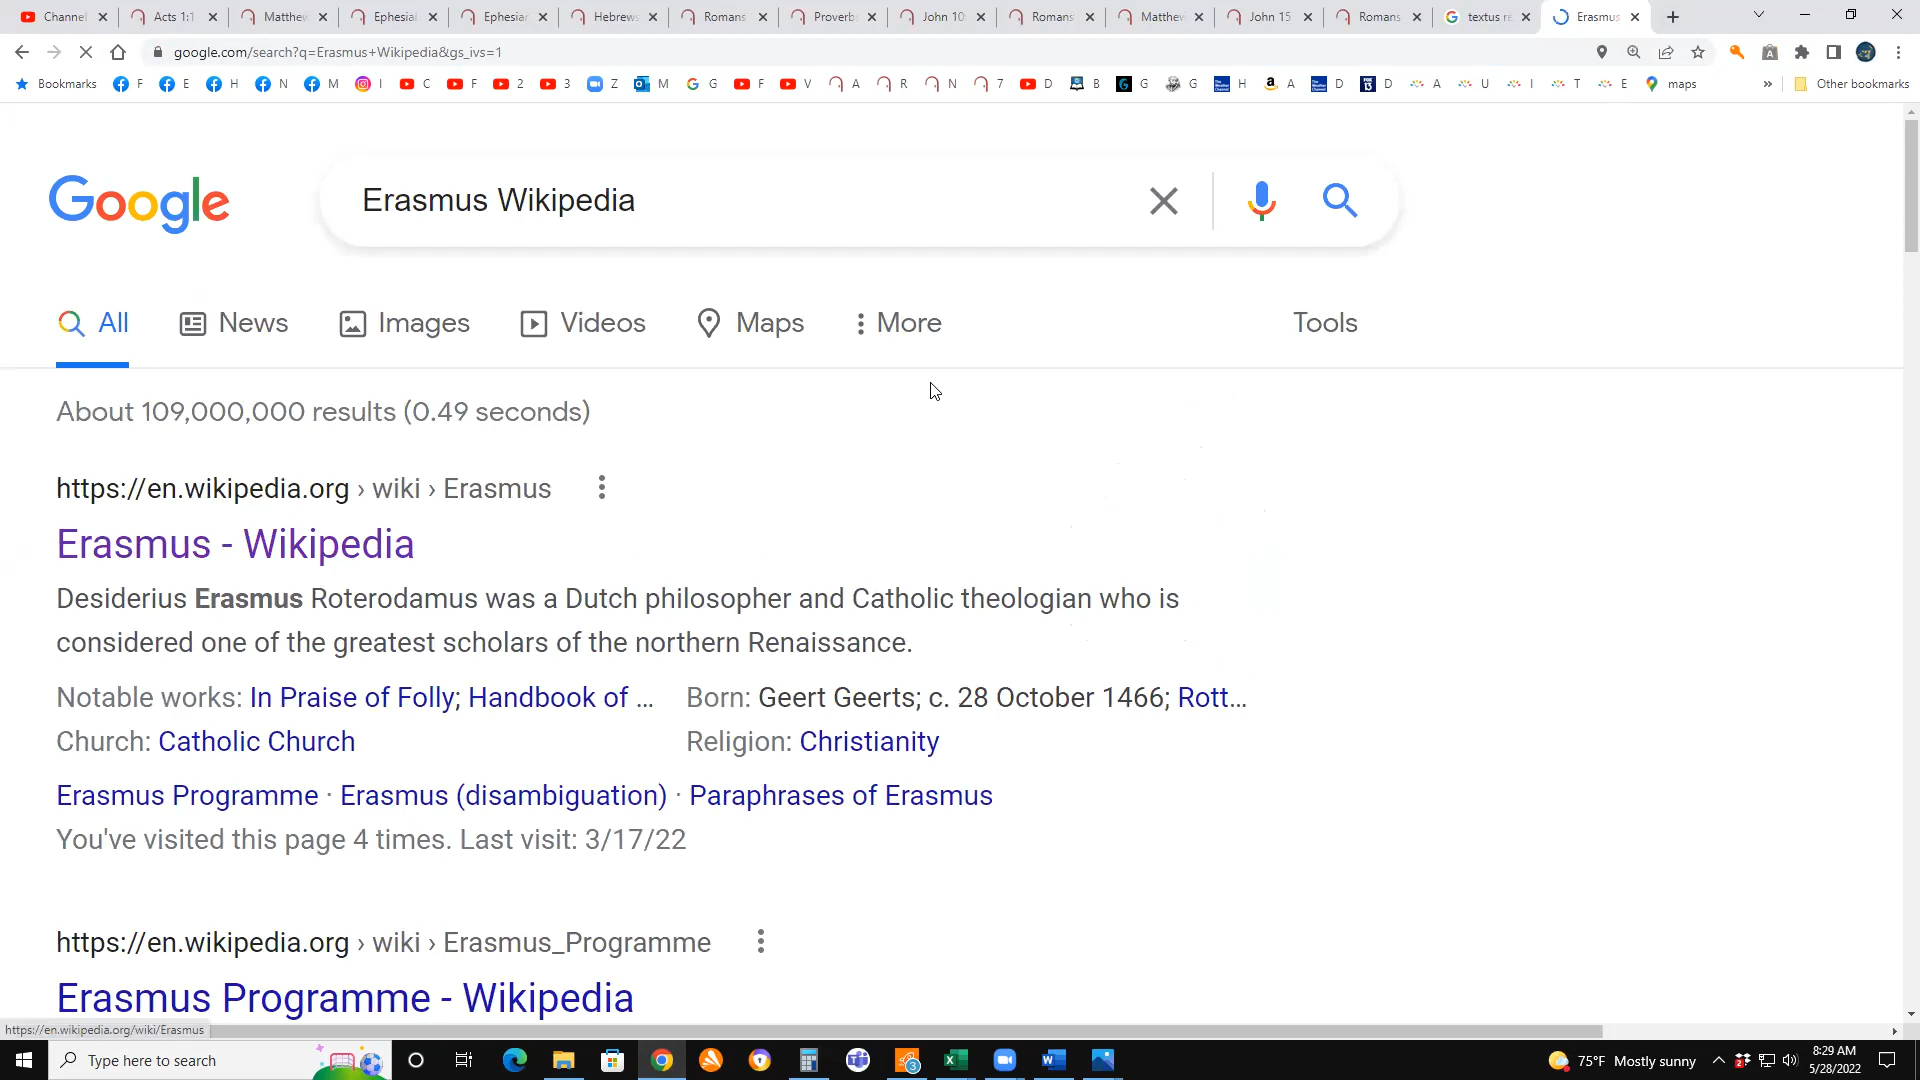 Channel Acts 1:1 Matthew Ephesia Ephesian Hebrews Romans Proverb John 10 Romans Matthew John 15 Romans textus re Erasmus
google.com/search?q=Erasmus+Wikipedia&gs_ivs=1
Bookmarks F E H N M I C F 2 3 Z M G F V A R N 7 D B G G H A D D A U I T E maps » Other bookmarks
Google Erasmus Wikipedia
All News Images Videos Maps More Tools
About 109,000,000 results (0.49 seconds)
https://en.wikipedia.org › wiki › Erasmus
Erasmus - Wikipedia
Desiderius Erasmus Roterodamus was a Dutch philosopher and Catholic theologian who is
considered one of the greatest scholars of the northern Renaissance.
Notable works: In Praise of Folly; Handbook of ... Born: Geert Geerts; c. 28 October 1466; Rott...
Church: Catholic Church Religion: Christianity
Erasmus Programme · Erasmus (disambiguation) · Paraphrases of Erasmus
You've visited this page 4 times. Last visit: 3/17/22
https://en.wikipedia.org › wiki › Erasmus_Programme
Erasmus Programme - Wikipedia
https://en.wikipedia.org/wiki/Erasmus
Type here to search 3 75°F Mostly sunny 8:29 AM
5/28/2022